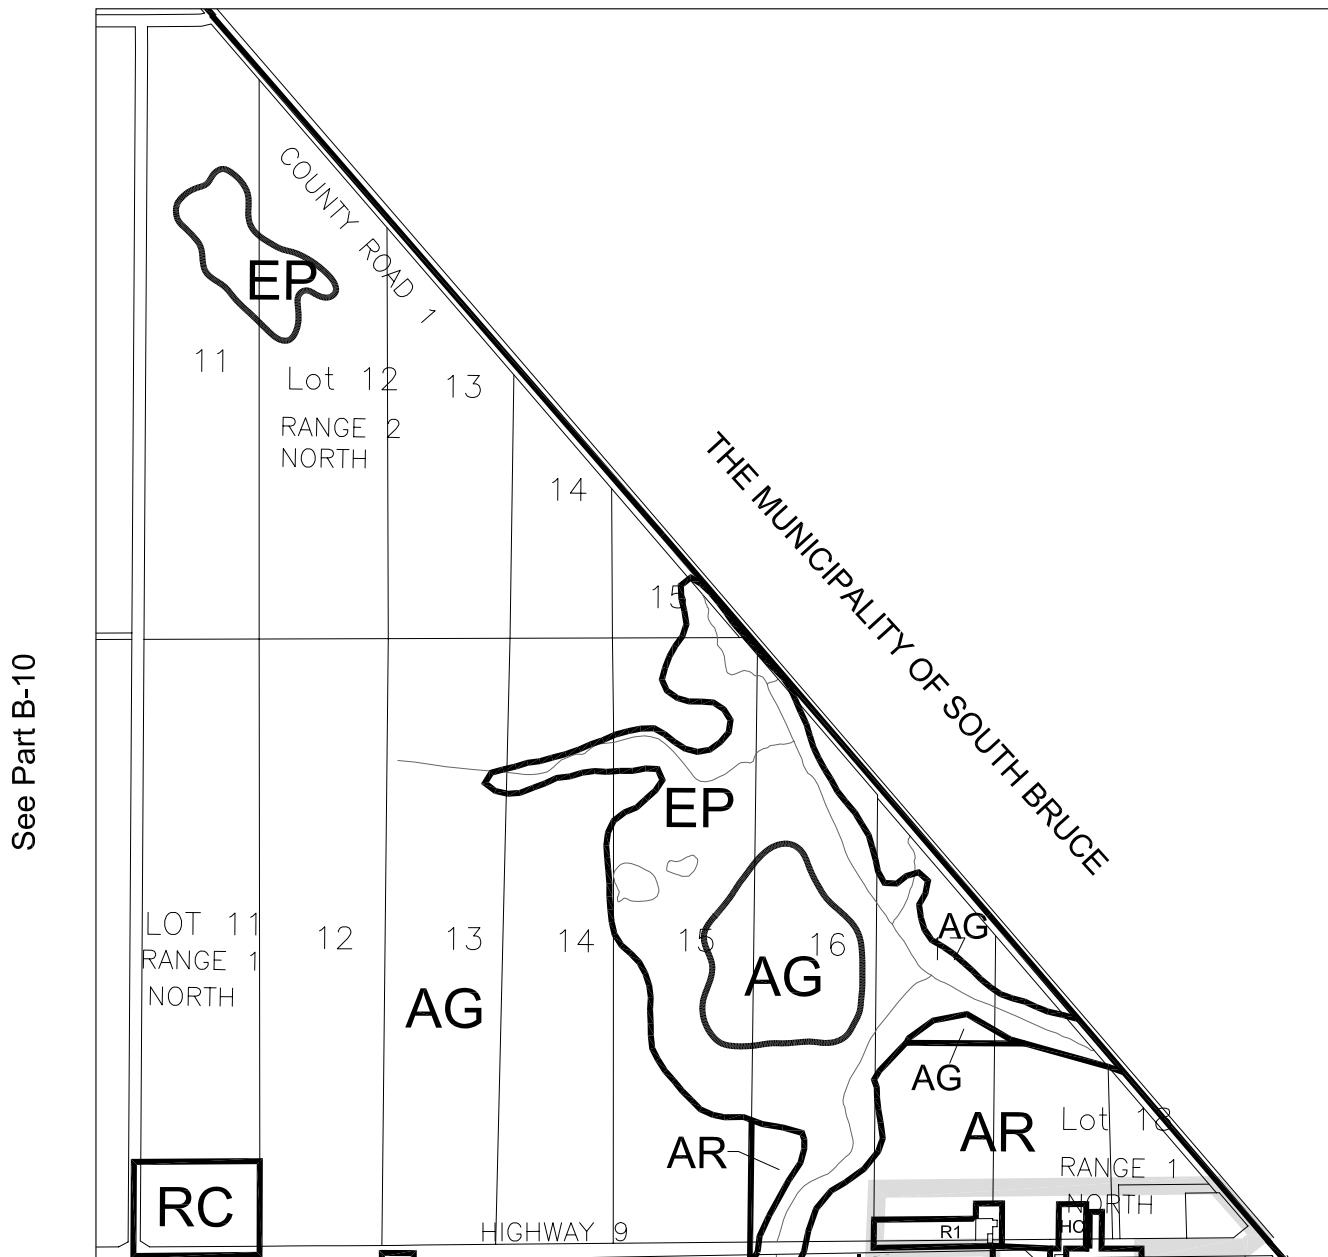 COUNTY ROAD 1
EP
11
Lot 12
13
RANGE 2
NORTH
14
THE MUNICIPALITY OF SOUTH BRUCE
15
See Part B-10
EP
LOT 11
12
13
14
15
16
AG
RANGE 1
NORTH
AG
AG
AG
AR
Lot 18
RANGE 1
NORTH
AR
RC
HIGHWAY 9
R1
HC